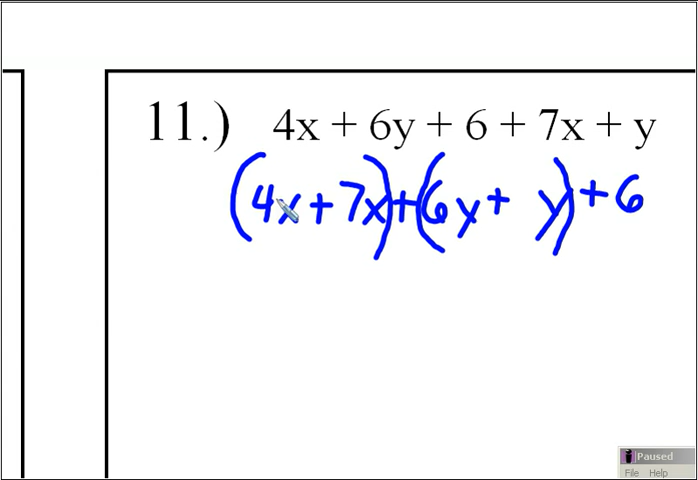 11.) 4x + 6y + 6 + 7x + y
(4x + 7x) + (6y + y) + 6
Paused
File Help